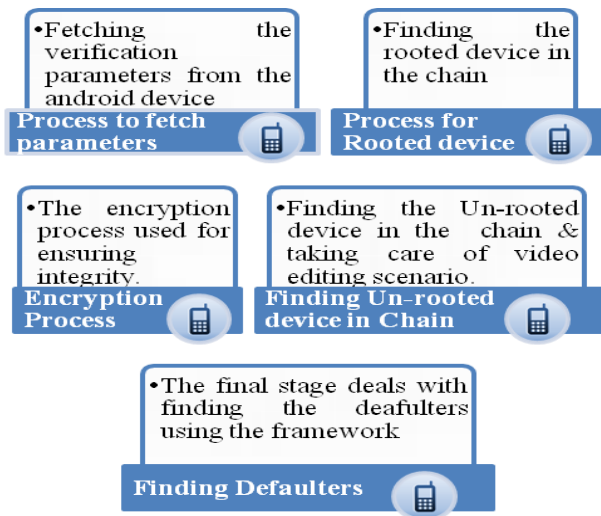 •Fetching the
verification
parameters from the
android device
Process to fetch
parameters
•Finding the
rooted device in
the chain
Process for
Rooted device
•The encryption
process used for
ensuring
integrity.
Encryption
Process
•Finding the Un-rooted
device in the chain &
taking care of video
editing scenario.
Finding Un-rooted
device in Chain
•The final stage deals with
finding the deafulters
using the framework
Finding Defaulters